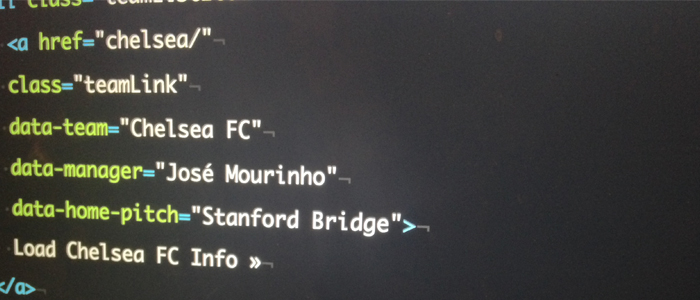 <a href="chelsea/"¬
class="teamLink"¬
data-team="Chelsea FC"¬
data-manager="José Mourinho"¬
data-home-pitch="Stanford Bridge">¬
Load Chelsea FC Info »¬
</a>¬